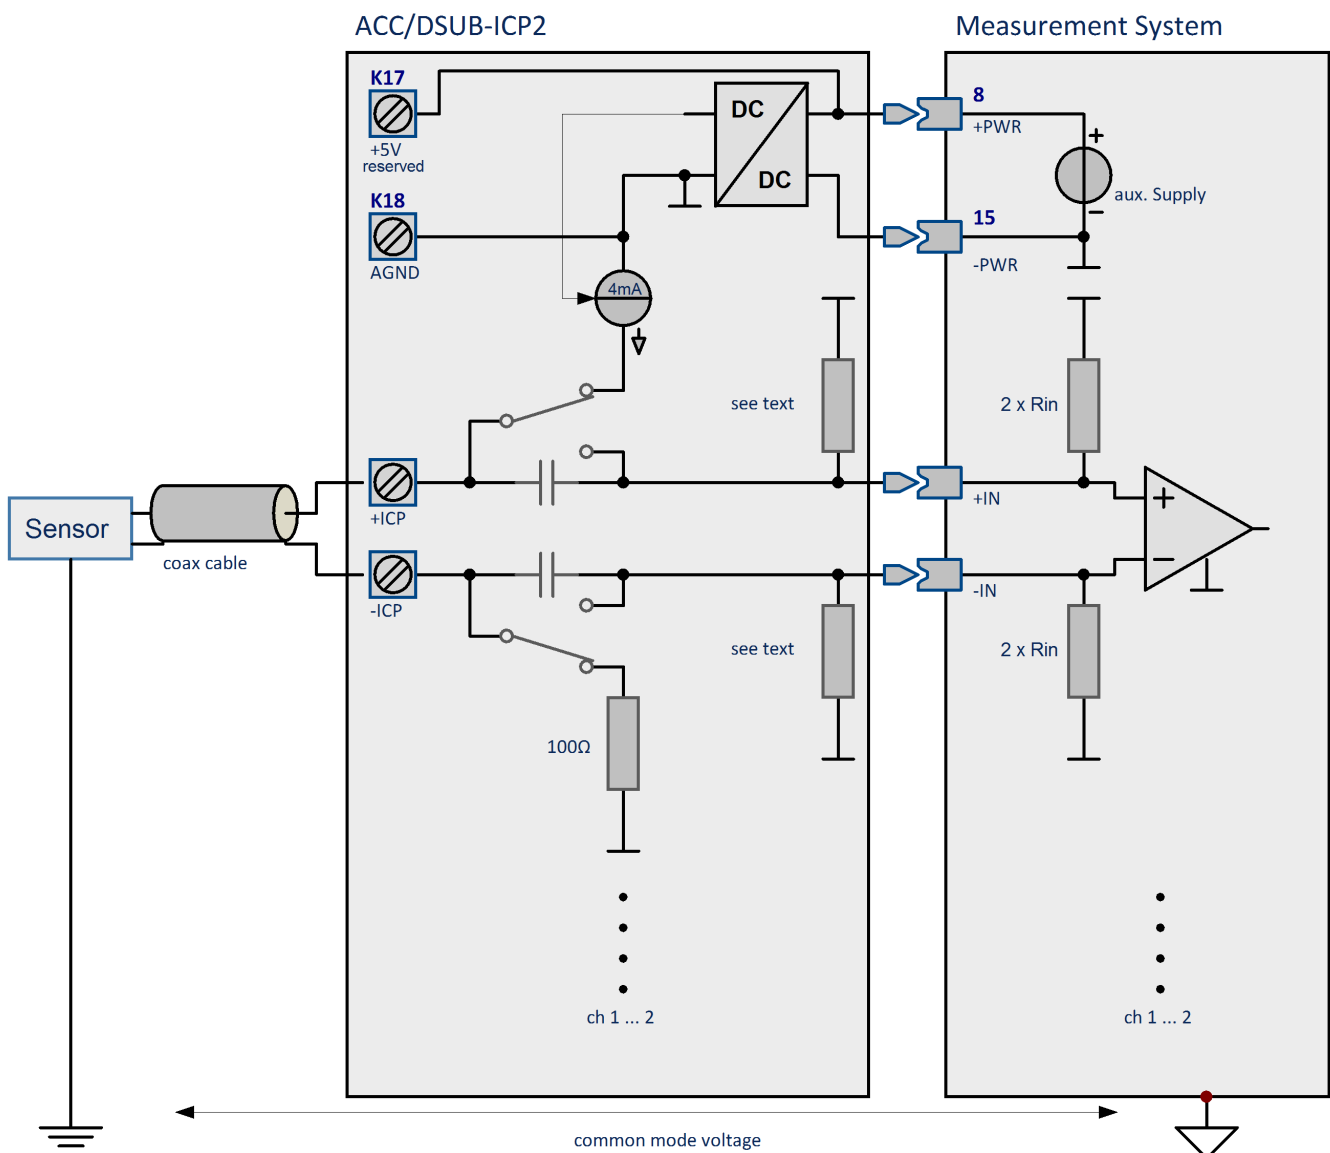 ACC/DSUB-ICP2
Measurement System
K17
+5V
reserved
DC
DC
8
+PWR
+
aux. Supply
−
K18
AGND
15
-PWR
4mA
see text
2 x Rin
+ICP
+IN
+
Sensor
coax cable
-ICP
-IN
−
see text
2 x Rin
100Ω
ch 1 ... 2
ch 1 ... 2
common mode voltage